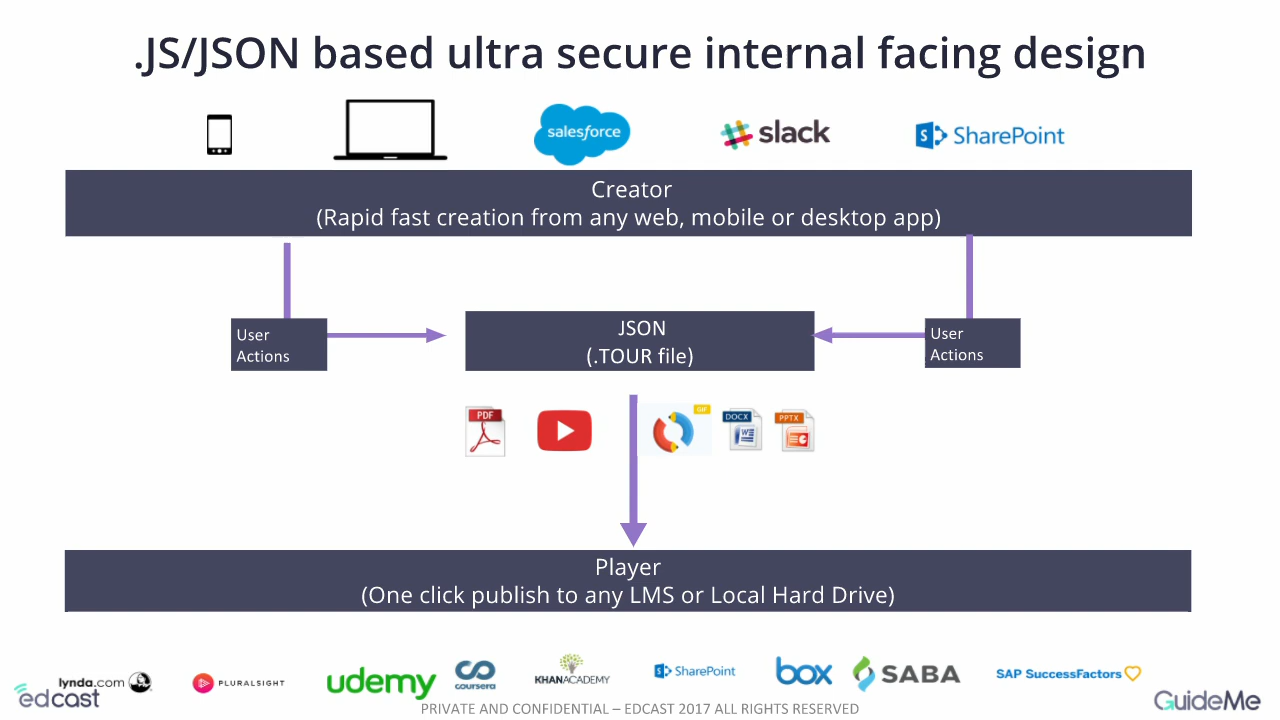 .JS/JSON based ultra secure internal facing design
salesforce
slack
SharePoint
Creator
(Rapid fast creation from any web, mobile or desktop app)
User
Actions
JSON
(.TOUR file)
User
Actions
PDF
GIF
DOCX
W
PPTX
P
Player
(One click publish to any LMS or Local Hard Drive)
lynda.com
PLURALSIGHT
udemy
coursera
KHANACADEMY
SharePoint
box
SABA
SAP SuccessFactors
edcast
PRIVATE AND CONFIDENTIAL – EDCAST 2017 ALL RIGHTS RESERVED
GuideMe